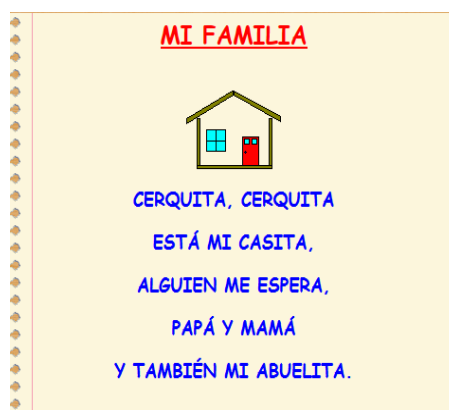 MI FAMILIA
CERQUITA, CERQUITA
ESTÁ MI CASITA,
ALGUIEN ME ESPERA,
PAPÁ Y MAMÁ
Y TAMBIÉN MI ABUELITA.